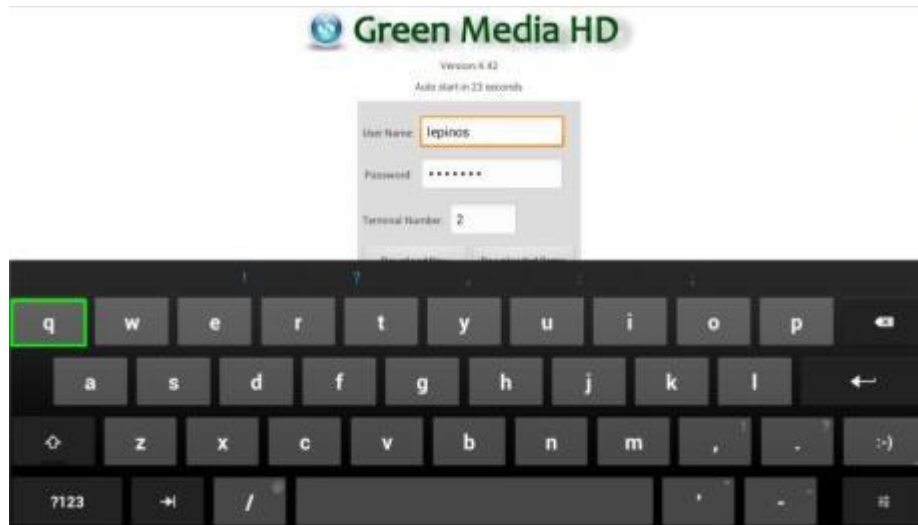 Green Media HD
Version 4.42
Auto start in 23 seconds
User Name lepinos
Password •••••••
Terminal Number 2
! ? , : ;
q w e r t y u i o p
a s d f g h j k l
z x c v b n m , ! . ? :-)
?123 / ' " - _